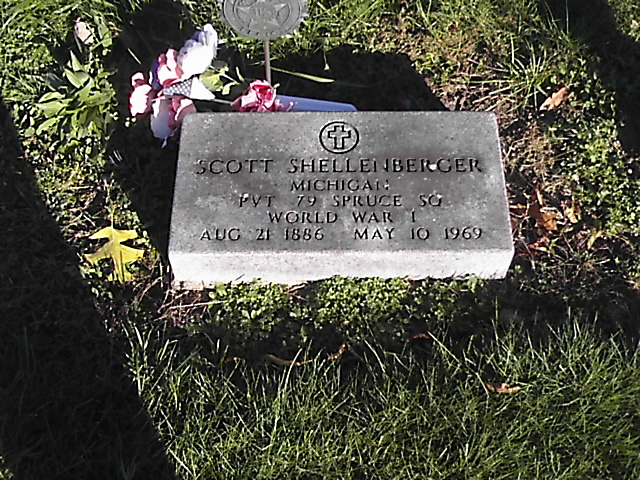 SCOTT SHELLENBERGER
MICHIGAN
PVT 79 SPRUCE SQ
WORLD WAR I
AUG 21 1886 MAY 10 1969